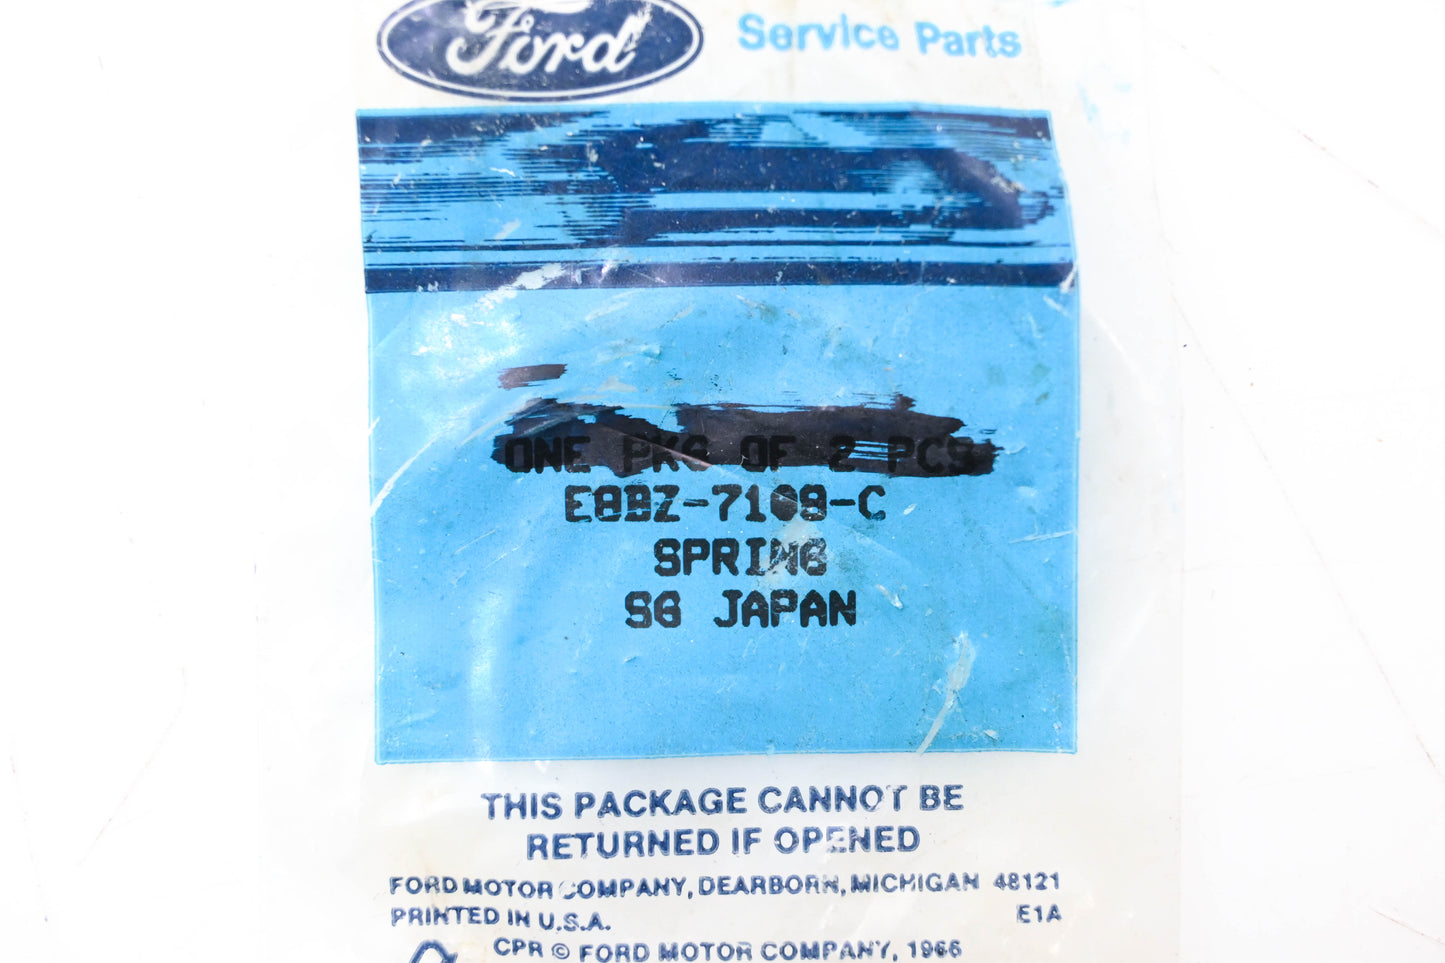 Ford Service Parts
ONE PKG OF 2 PCS
E8BZ-7109-C
SPRING
SG JAPAN
THIS PACKAGE CANNOT BE
RETURNED IF OPENED
FORD MOTOR COMPANY, DEARBORN, MICHIGAN 48121
PRINTED IN U.S.A. E1A
CPR © FORD MOTOR COMPANY, 1966